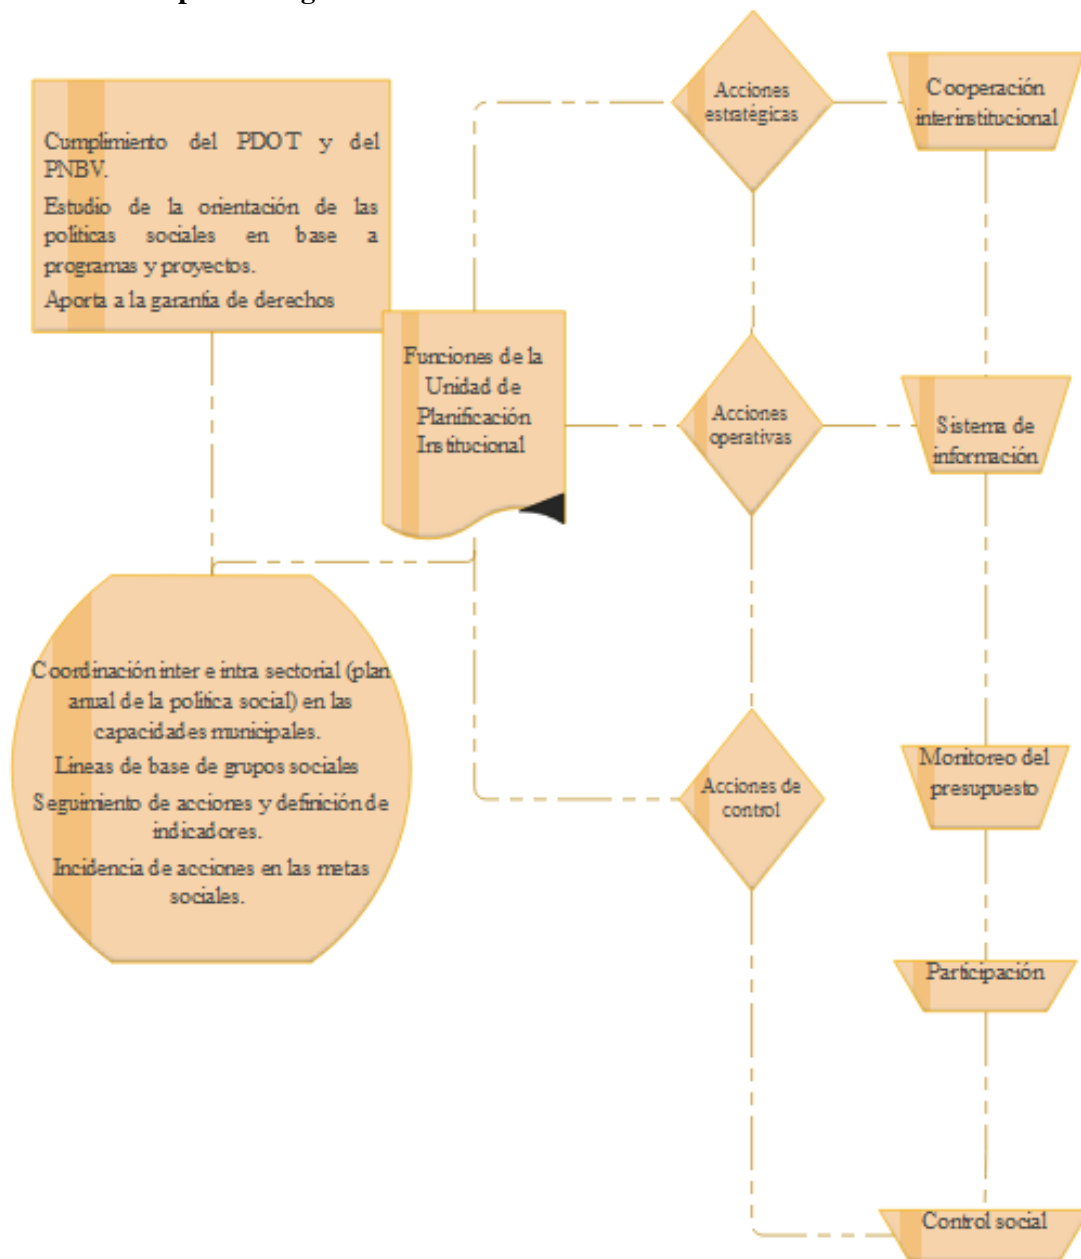 Acciones
estratégicas
Cooperación
interinstitucional
Cumplimiento del PDOT y del
PNBV.
Estudio de la orientación de las
políticas sociales en base a
programas y proyectos.
Aporta a la garantía de derechos
Funciones de la
Unidad de
Planificación
Institucional
Acciones
operativas
Sistema de
información
Coordinación inter e intra sectorial (plan
anual de la política social) en las
capacidades municipales.
Líneas de base de grupos sociales
Seguimiento de acciones y definición de
indicadores.
Incidencia de acciones en las metas
sociales.
Acciones de
control
Monitoreo del
presupuesto
Participación
Control social